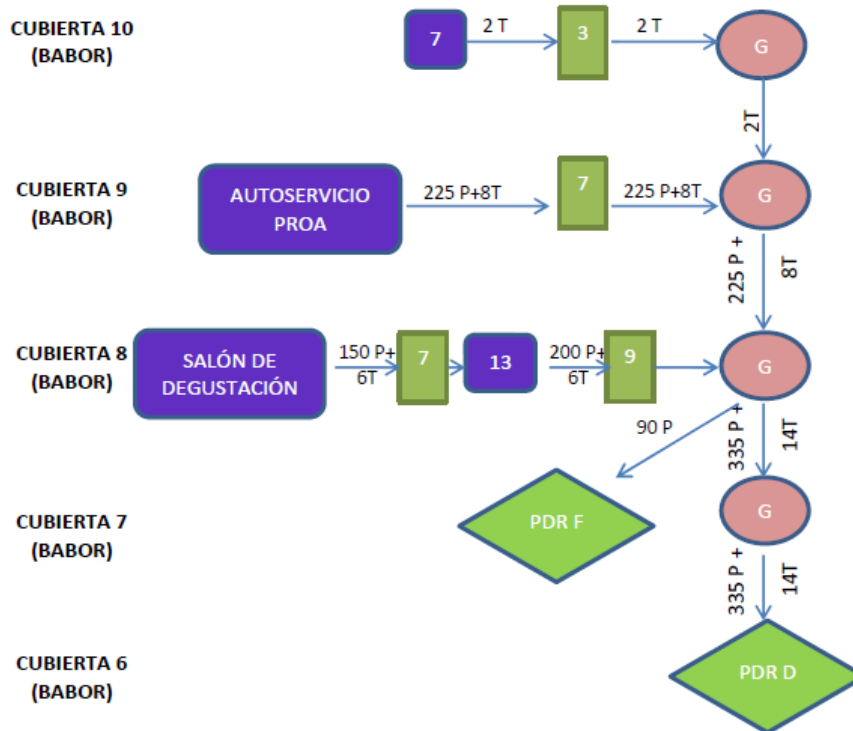 CUBIERTA 10
(BABOR)
7
2 T
3
2 T
G
2T
CUBIERTA 9
(BABOR)
AUTOSERVICIO
PROA
225 P+8T
7
225 P+8T
G
225 P +
8T
CUBIERTA 8
(BABOR)
SALÓN DE
DEGUSTACIÓN
150 P+
6T
7
13
200 P+
6T
9
G
90 P
335 P +
14T
CUBIERTA 7
(BABOR)
PDR F
G
335 P +
14T
CUBIERTA 6
(BABOR)
PDR D